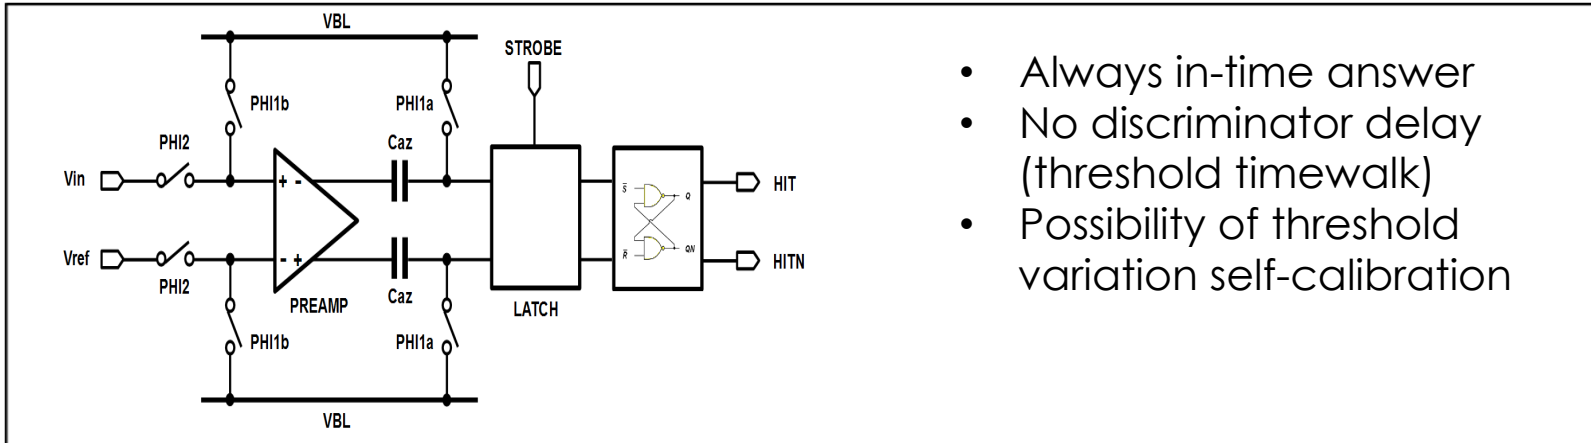 VBL
STROBE
PHI1b
PHI1a
PHI2
Caz
Vin
+ -
S
Q
HIT
Vref
- +
R
QN
HITN
PHI2
PREAMP
Caz
LATCH
PHI1b
PHI1a
VBL
• Always in-time answer
• No discriminator delay
(threshold timewalk)
• Possibility of threshold
variation self-calibration